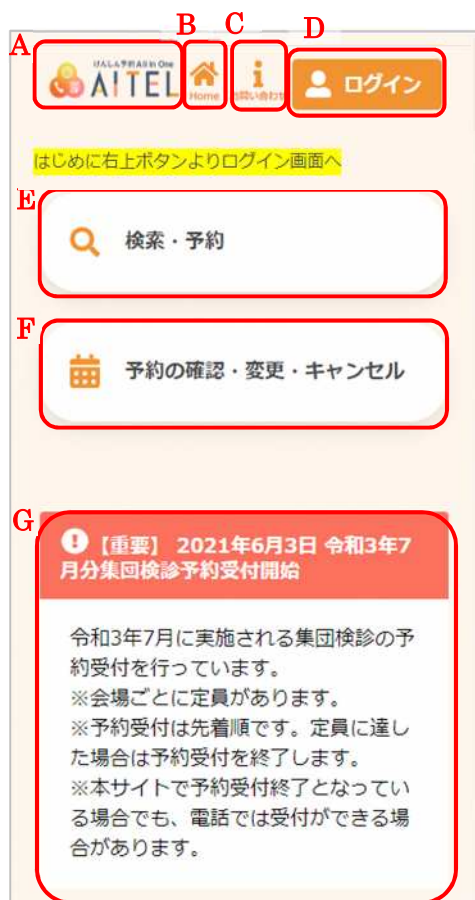 A B C D
けんしん予約All in One
AITEL
Home
お問い合わせ
ログイン
はじめに右上ボタンよりログイン画面へ
E
検索・予約
F
予約の確認・変更・キャンセル
G
【重要】 2021年6月3日 令和3年7
月分集団検診予約受付開始
令和3年7月に実施される集団検診の予
約受付を行っています。
※会場ごとに定員があります。
※予約受付は先着順です。定員に達し
た場合は予約受付を終了します。
※本サイトで予約受付終了となってい
る場合でも、電話では受付ができる場
合があります。